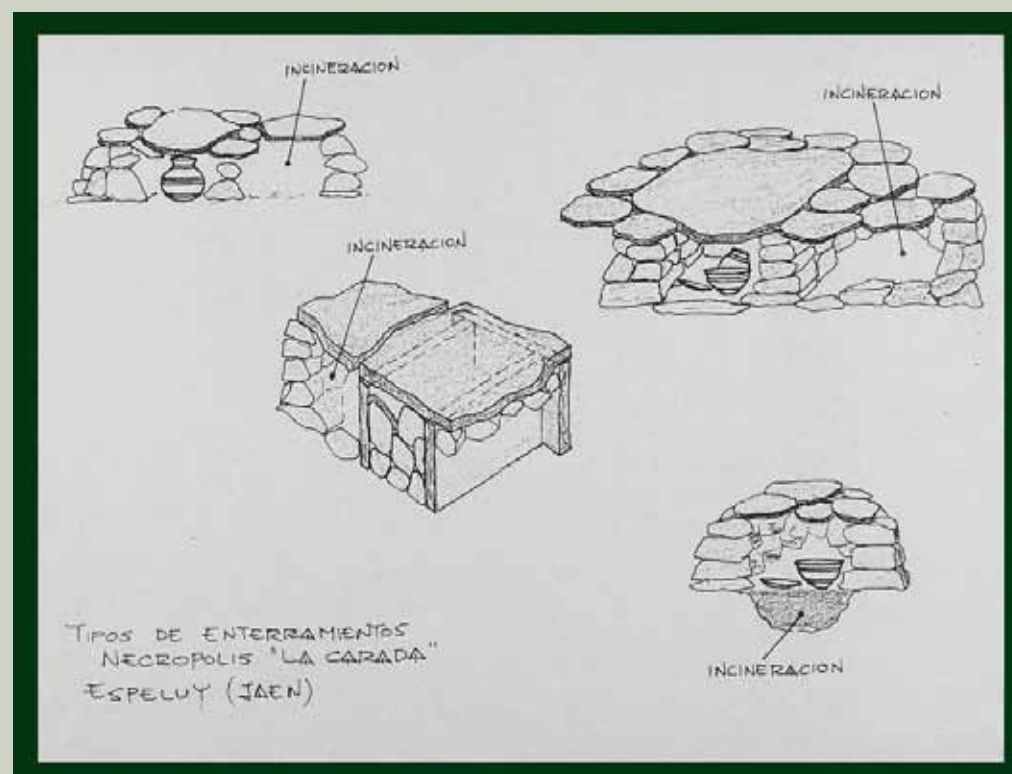 INCINERACION
INCINERACION
INCINERACION
INCINERACION
TIPOS DE ENTERRAMIENTOS
NECROPOLIS "LA CARADA"
ESPELUY (JAEN)